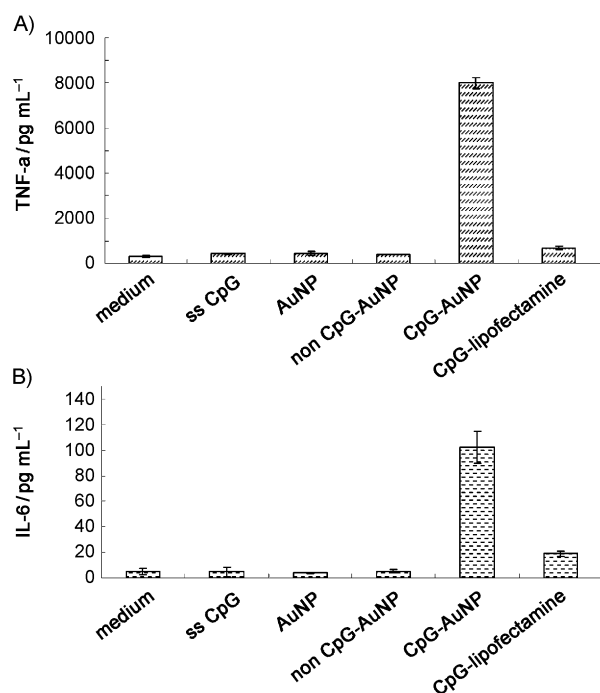 A)
TNF-a/pg mL⁻¹
10000
8000
6000
4000
2000
0
medium
ss CpG
AuNP
non CpG-AuNP
CpG-AuNP
CpG-lipofectamine
B)
IL-6/pg mL⁻¹
140
120
100
80
60
40
20
0
medium
ss CpG
AuNP
non CpG-AuNP
CpG-AuNP
CpG-lipofectamine